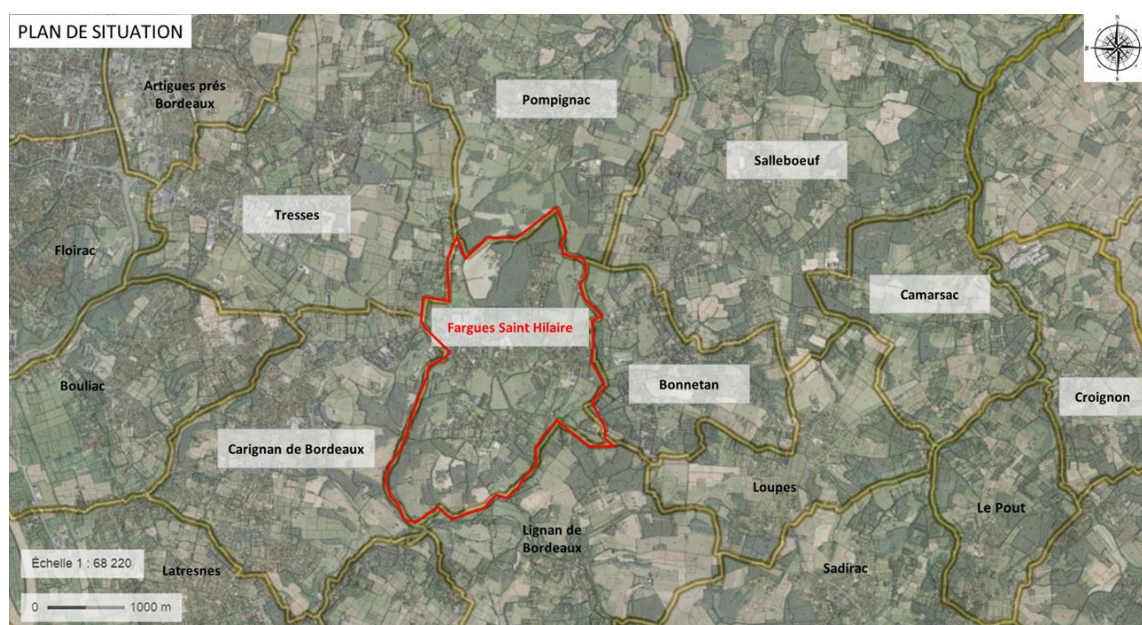 PLAN DE SITUATION
Artigues prés
Bordeaux
Pompignac
Salleboeuf
Tresses
Floirac
Camarsac
Fargues Saint Hilaire
Bouliac
Bonnetan
Croignon
Carignan de Bordeaux
Loupes
Le Pout
Lignan de
Bordeaux
Échelle 1 : 68 220
Latresnes
Sadirac
0 1000 m